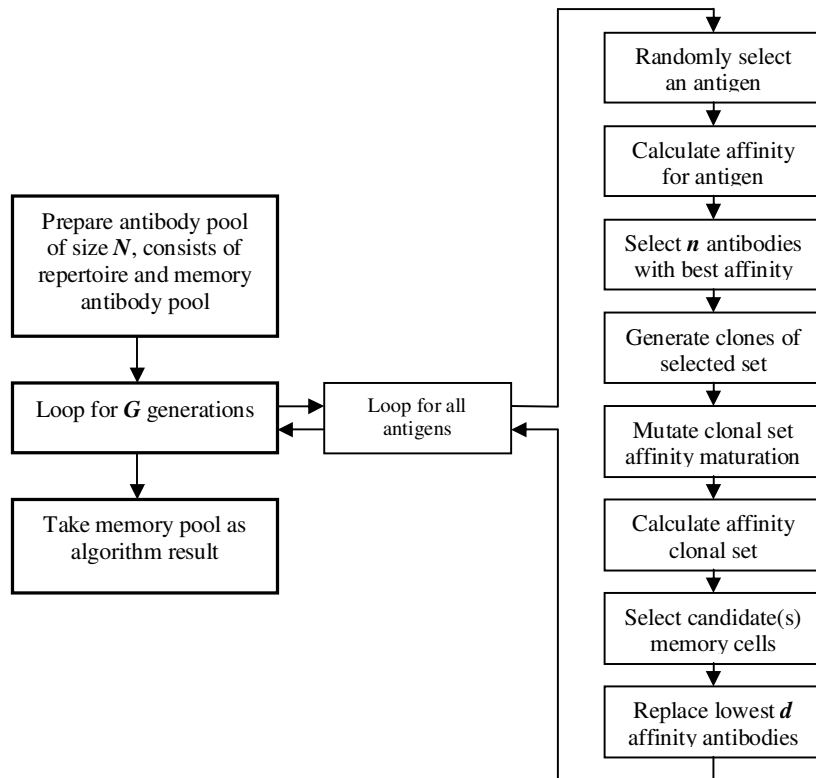 Prepare antibody pool
of size N, consists of
repertoire and memory
antibody pool
Loop for G generations
Take memory pool as
algorithm result
Loop for all
antigens
Randomly select
an antigen
Calculate affinity
for antigen
Select n antibodies
with best affinity
Generate clones of
selected set
Mutate clonal set
affinity maturation
Calculate affinity
clonal set
Select candidate(s)
memory cells
Replace lowest d
affinity antibodies